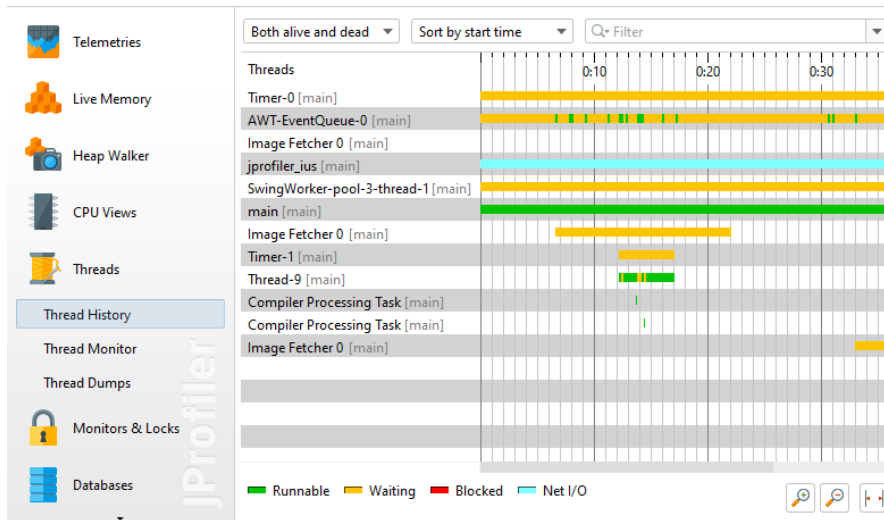 Telemetries
Live Memory
Heap Walker
CPU Views
Threads
Thread History
Thread Monitor
Thread Dumps
Monitors & Locks
Databases
JProfiler
Both alive and dead
Sort by start time
Filter
Threads
0:10 0:20 0:30
Timer-0 [main]
AWT-EventQueue-0 [main]
Image Fetcher 0 [main]
jprofiler_ius [main]
SwingWorker-pool-3-thread-1 [main]
main [main]
Image Fetcher 0 [main]
Timer-1 [main]
Thread-9 [main]
Compiler Processing Task [main]
Compiler Processing Task [main]
Image Fetcher 0 [main]
Runnable Waiting Blocked Net I/O